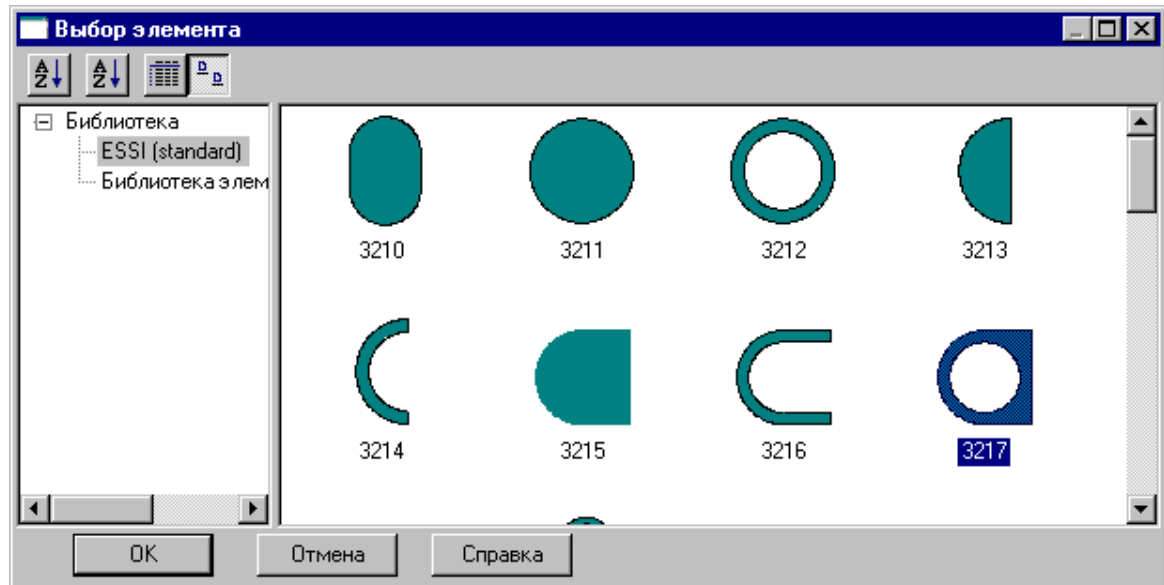 Выбор элемента
Библиотека
ESSI (standard)
Библиотека элем
3210 3211 3212 3213
3214 3215 3216 3217
OK Отмена Справка